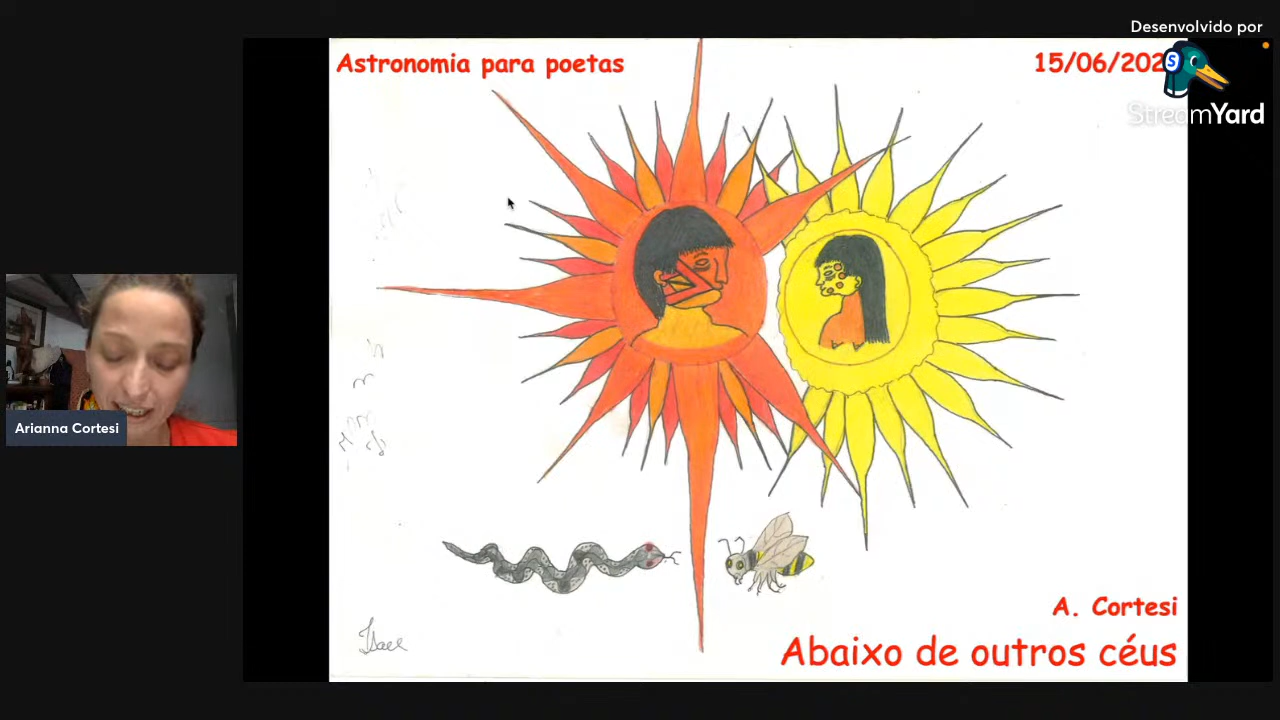 Desenvolvido por
StreamYard
Astronomia para poetas
15/06/202
Arianna Cortesi
A. Cortesi
Abaixo de outros céus